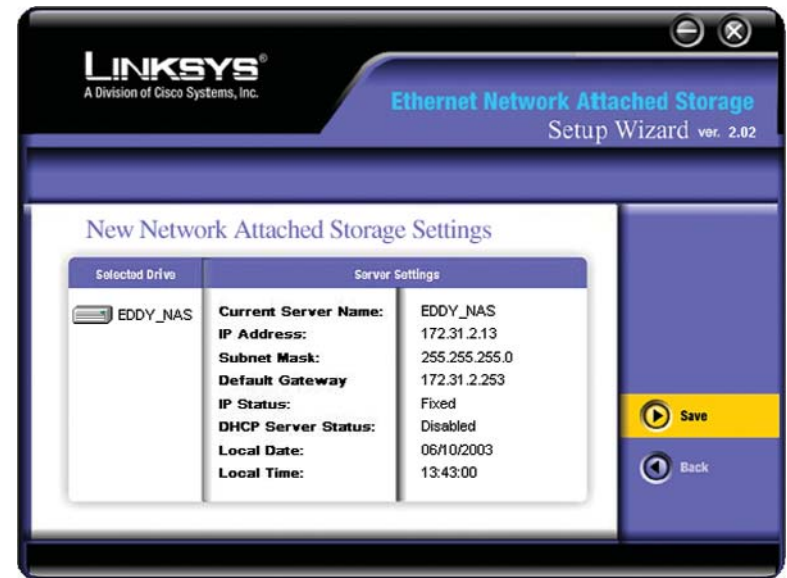 LINKSYS®
A Division of Cisco Systems, Inc.
Ethernet Network Attached Storage
Setup Wizard ver. 2.02
New Network Attached Storage Settings
Selected Drive Server Settings
EDDY_NAS
Current Server Name: EDDY_NAS
IP Address: 172.31.2.13
Subnet Mask: 255.255.255.0
Default Gateway 172.31.2.253
IP Status: Fixed
DHCP Server Status: Disabled
Local Date: 06/10/2003
Local Time: 13:43:00
Save
Back